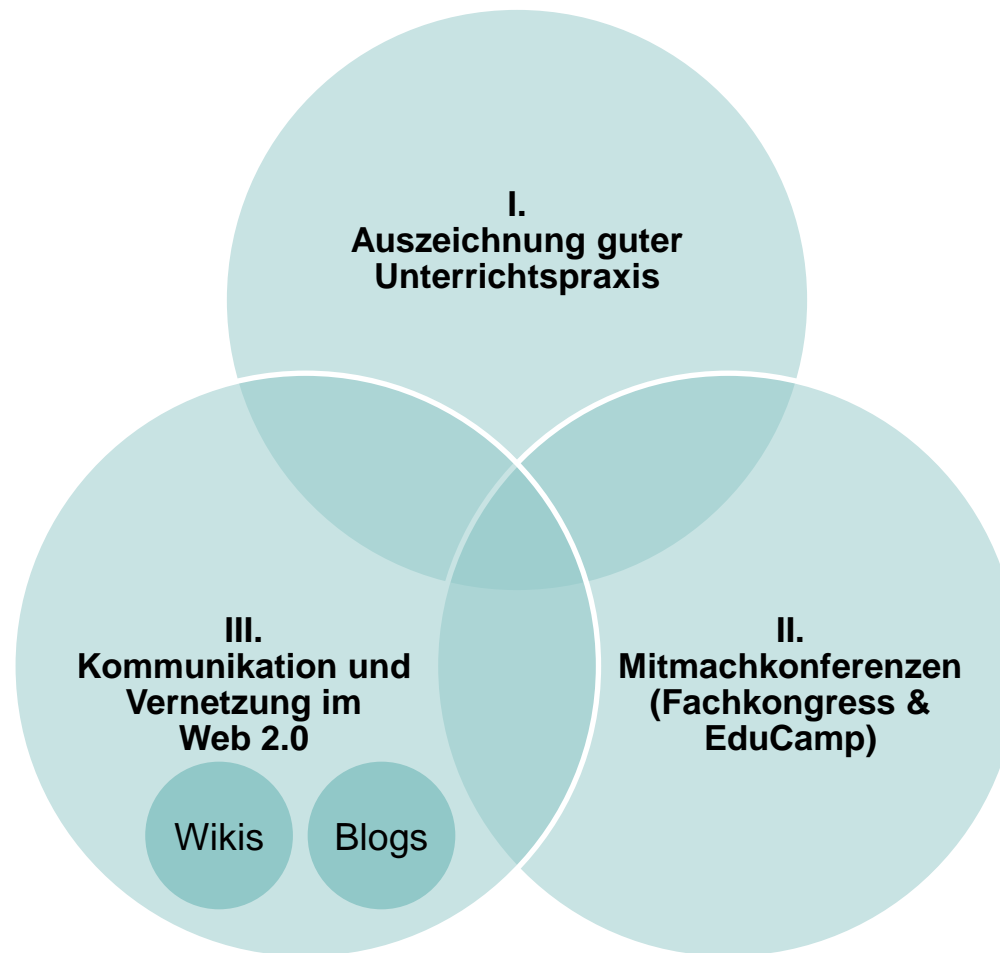 I.
Auszeichnung guter
Unterrichtspraxis
III.
Kommunikation und
Vernetzung im
Web 2.0
Wikis
Blogs
II.
Mitmachkonferenzen
(Fachkongress &
EduCamp)